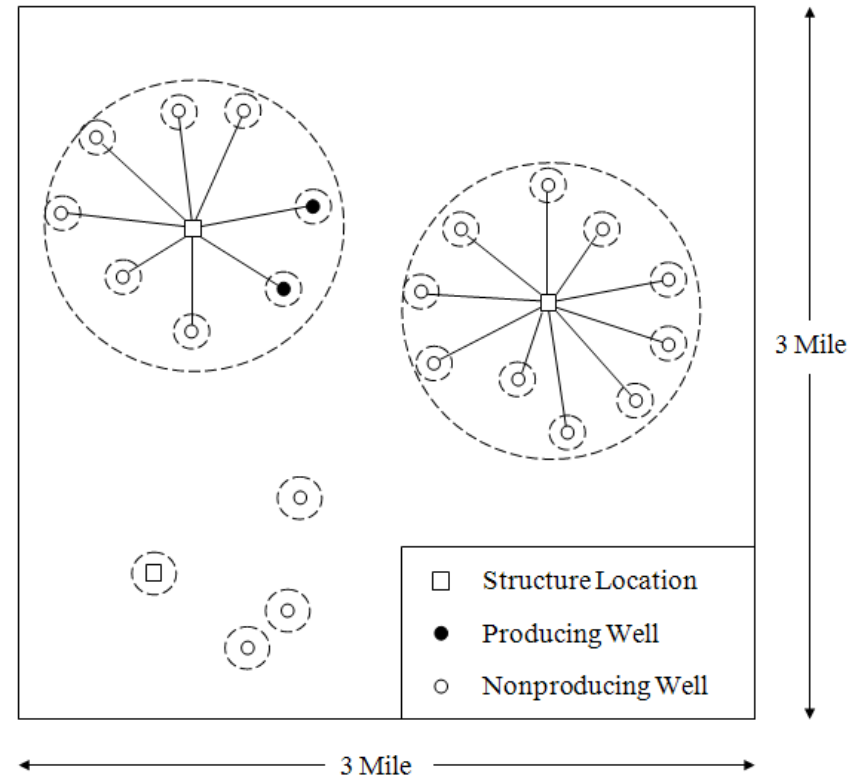 3 Mile
Structure Location
Producing Well
Nonproducing Well
3 Mile